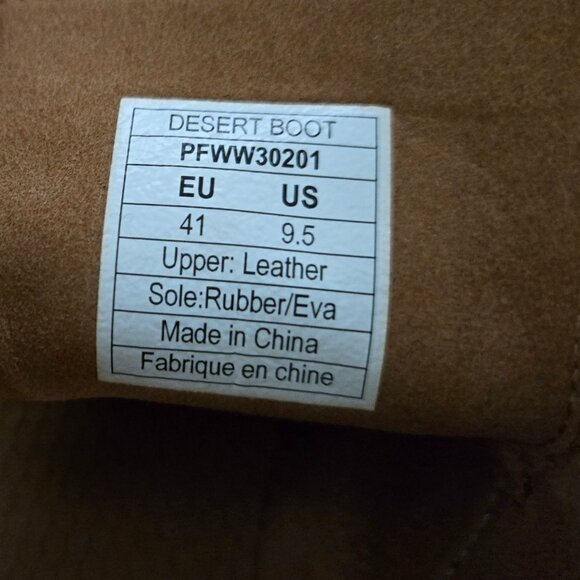 DESERT BOOT
PFWW30201
EU US
41 9.5
Upper: Leather
Sole:Rubber/Eva
Made in China
Fabrique en chine